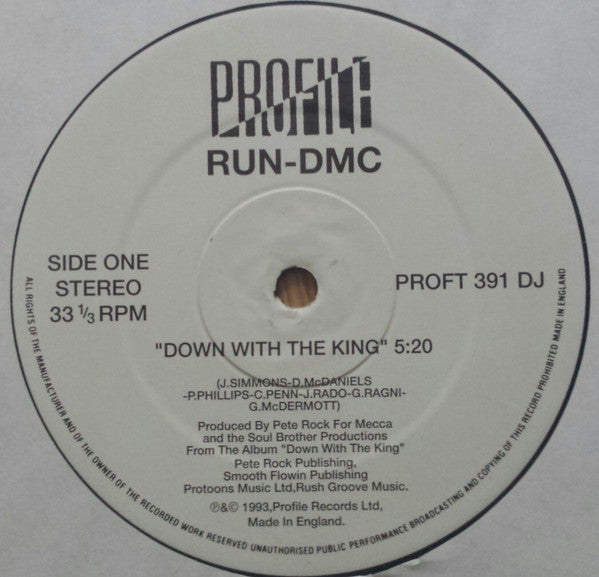 PROFILE
RUN-DMC
SIDE ONE
STEREO
33 1/3 RPM
PROFT 391 DJ
"DOWN WITH THE KING" 5:20
(J.SIMMONS-D.McDANIELS
-P.PHILLIPS-C.PENN-J.RADO-G.RAGNI-
G.McDERMOTT)
Produced By Pete Rock For Mecca
and the Soul Brother Productions
From The Album "Down With The King"
Pete Rock Publishing,
Smooth Flowin Publishing
Protoons Music Ltd,Rush Groove Music.
℗&© 1993,Profile Records Ltd,
Made In England.
ALL RIGHTS OF THE MANUFACTURER AND OF THE OWNER OF THE RECORDED WORK RESERVED UNAUTHORISED PUBLIC PERFORMANCE BROADCASTING AND COPYING OF THIS RECORD PROHIBITED MADE IN ENGLAND